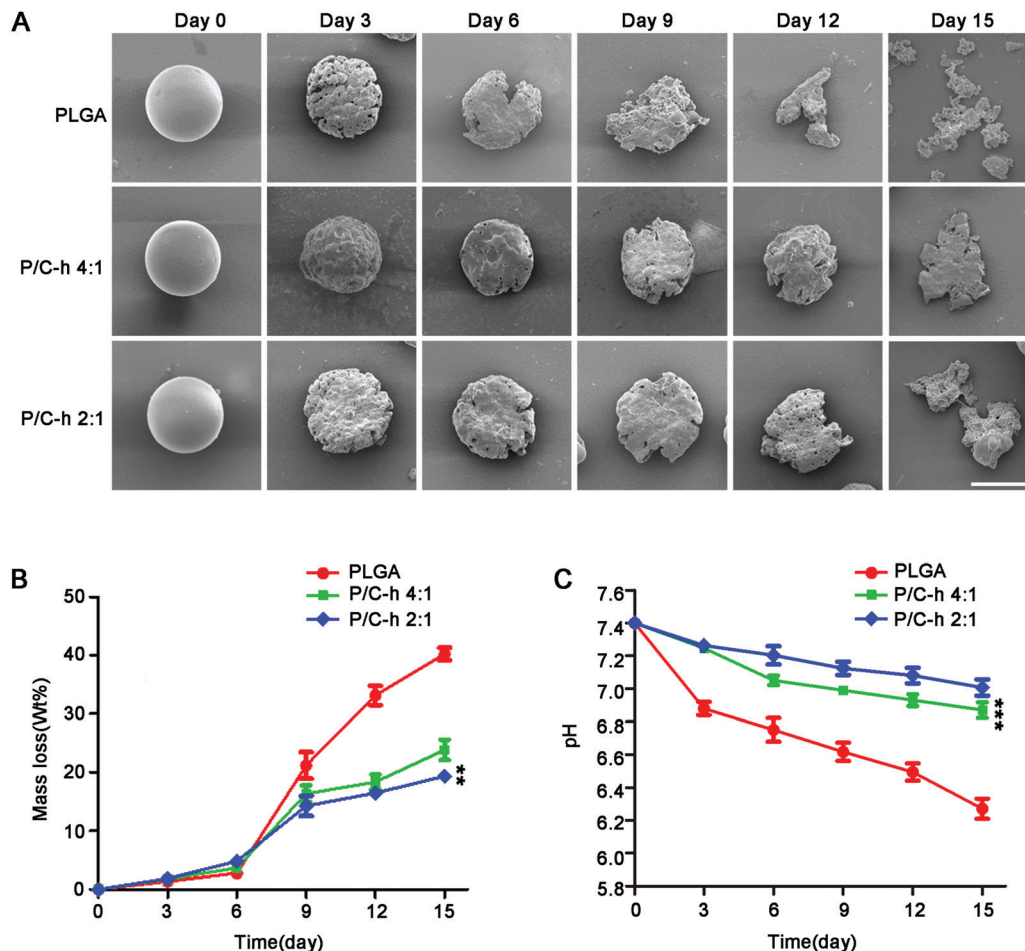 A
Day 0 Day 3 Day 6 Day 9 Day 12 Day 15
PLGA
P/C-h 4:1
P/C-h 2:1
B
PLGA
P/C-h 4:1
P/C-h 2:1
50
40
30
20
10
0
Mass loss(Wt%)
**
0 3 6 9 12 15
Time(day)
C
PLGA
P/C-h 4:1
P/C-h 2:1
7.6
7.4
7.2
7.0
6.8
6.6
6.4
6.2
6.0
5.8
pH
***
0 3 6 9 12 15
Time(day)